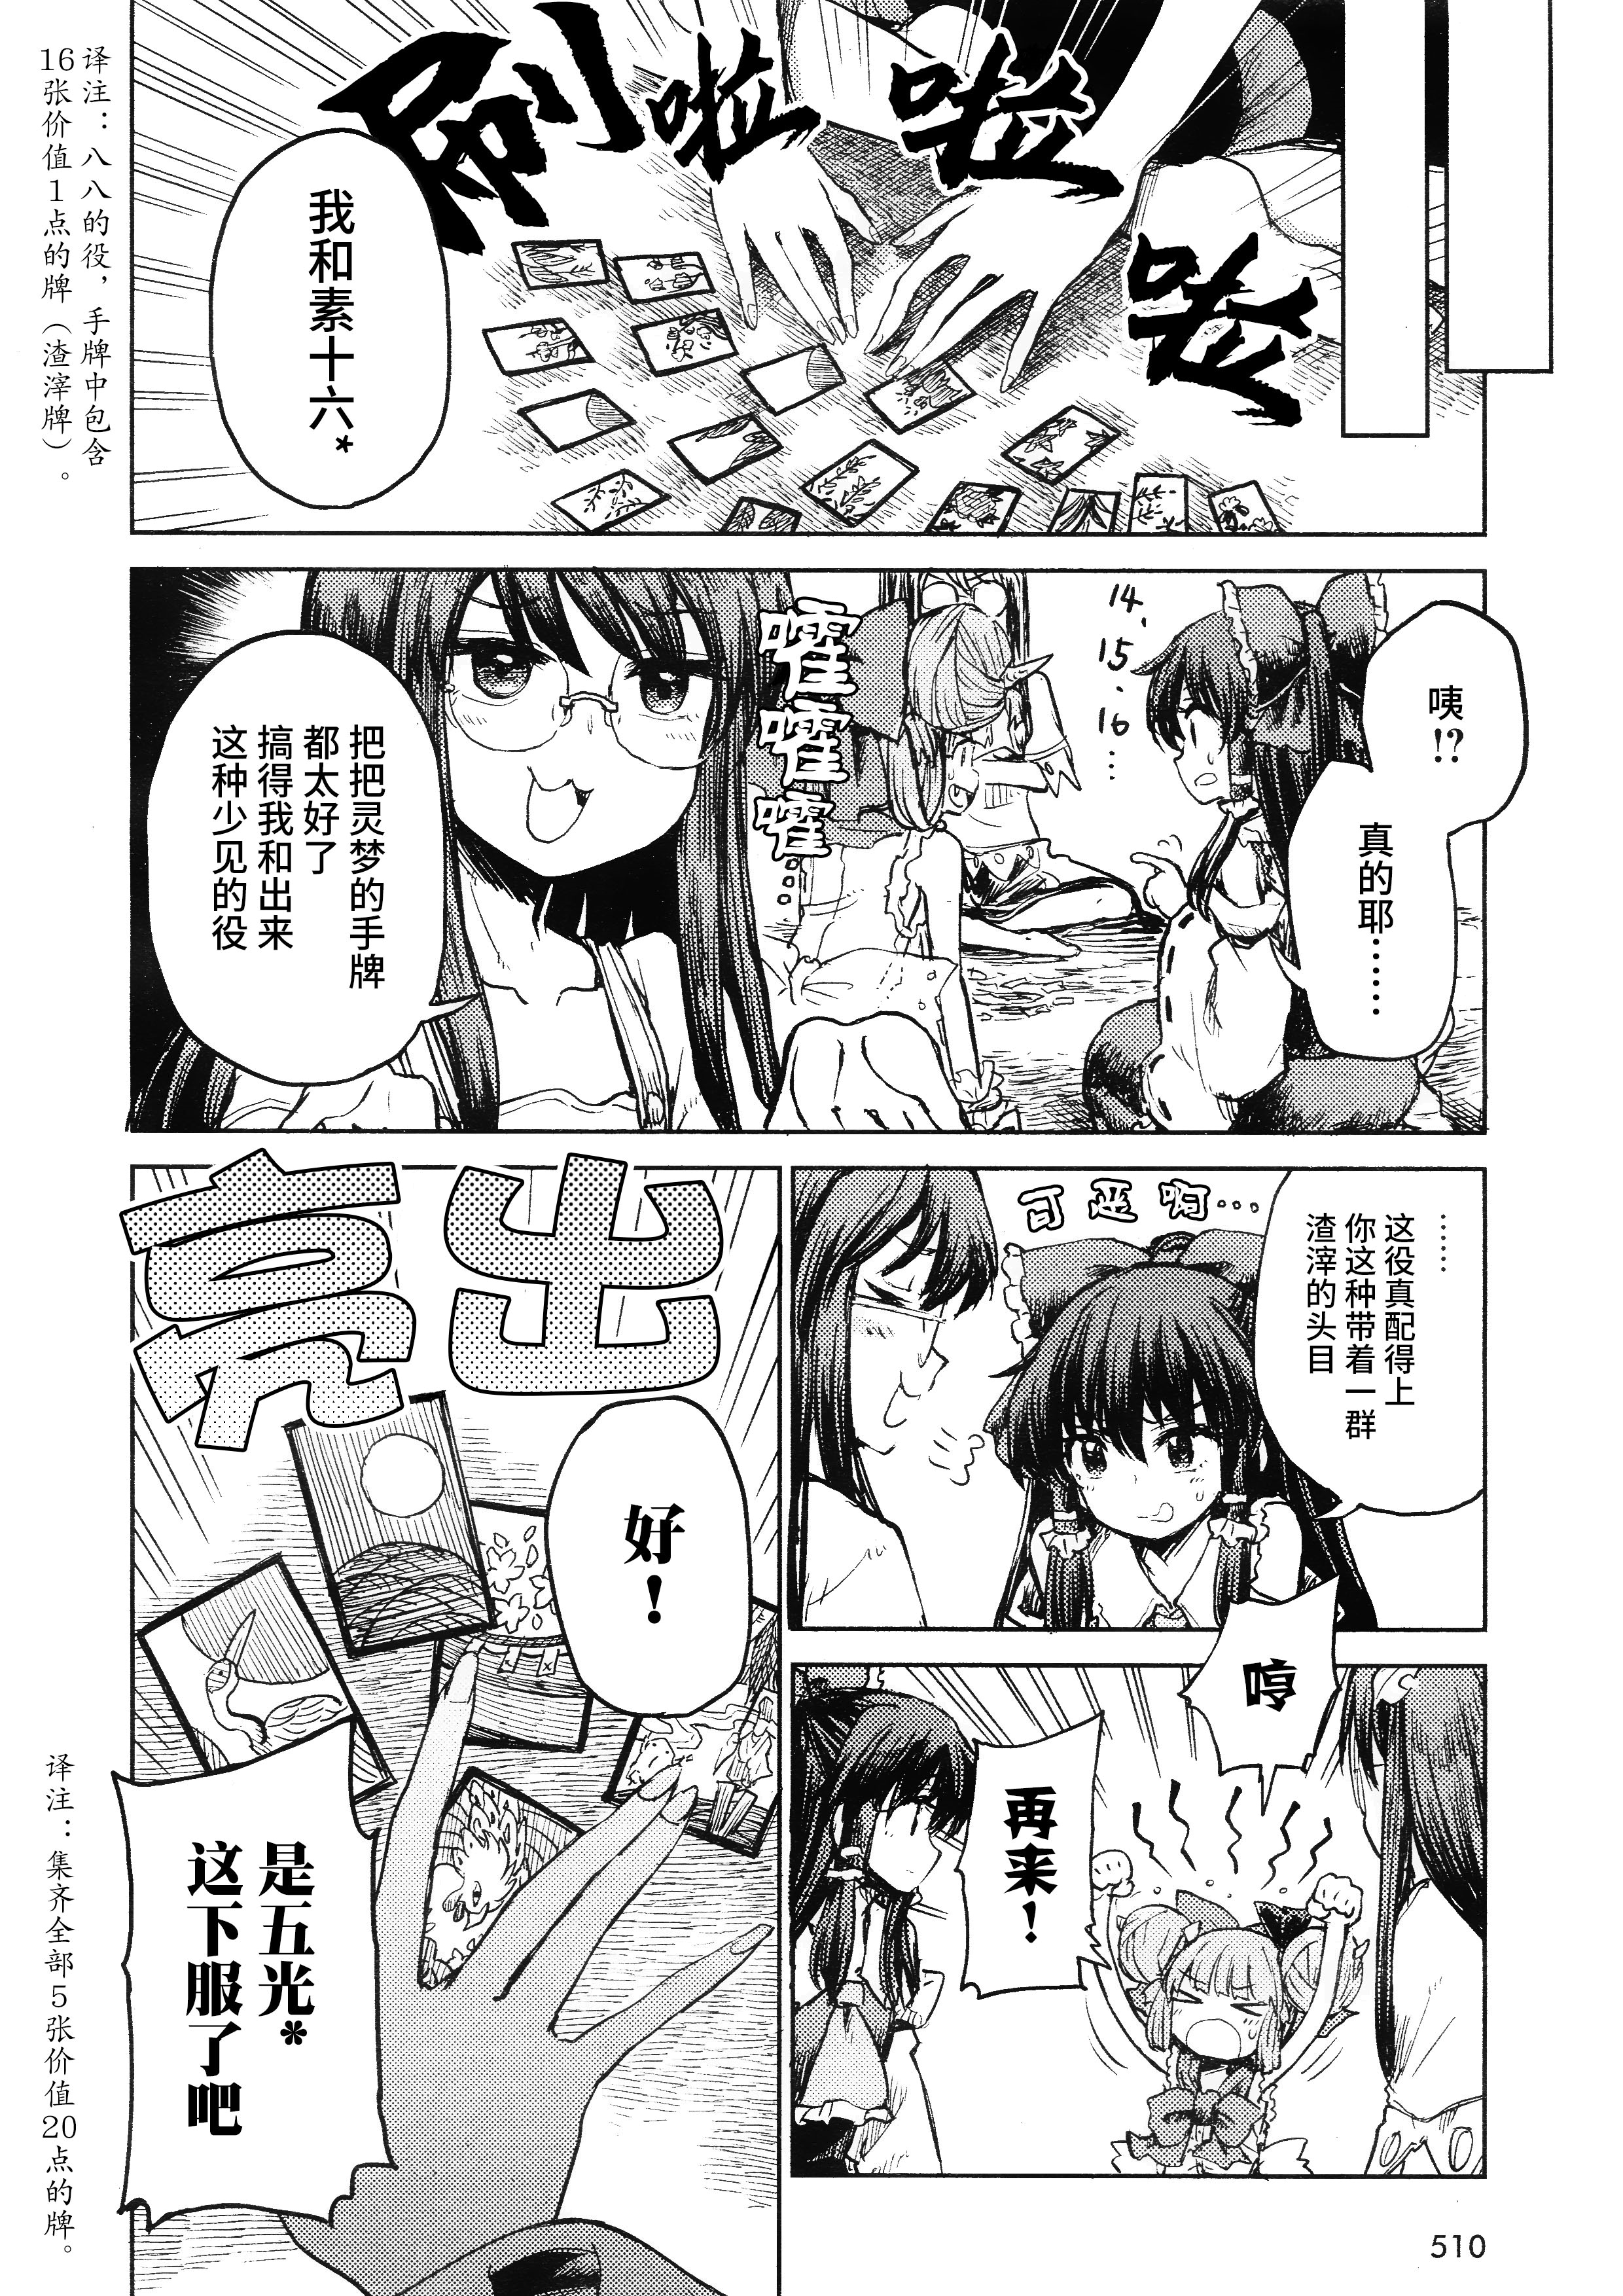 刷啦啦啦
我和素十六*
译注：八八的役，手牌中包含
16张价值1点的牌（渣滓牌）。
咦!?
真的耶……
14.
15.
16…
嚯嚯嚯…
把把灵梦的手牌
都太好了
搞得我和出来
这种少见的役
……
这役真配得上
你这种带着一群
渣滓的头目
可恶啊…
哼
再来！
出亮
好！
是五光*
这下服了吧
译注：集齐全部5张价值20点的牌。
510